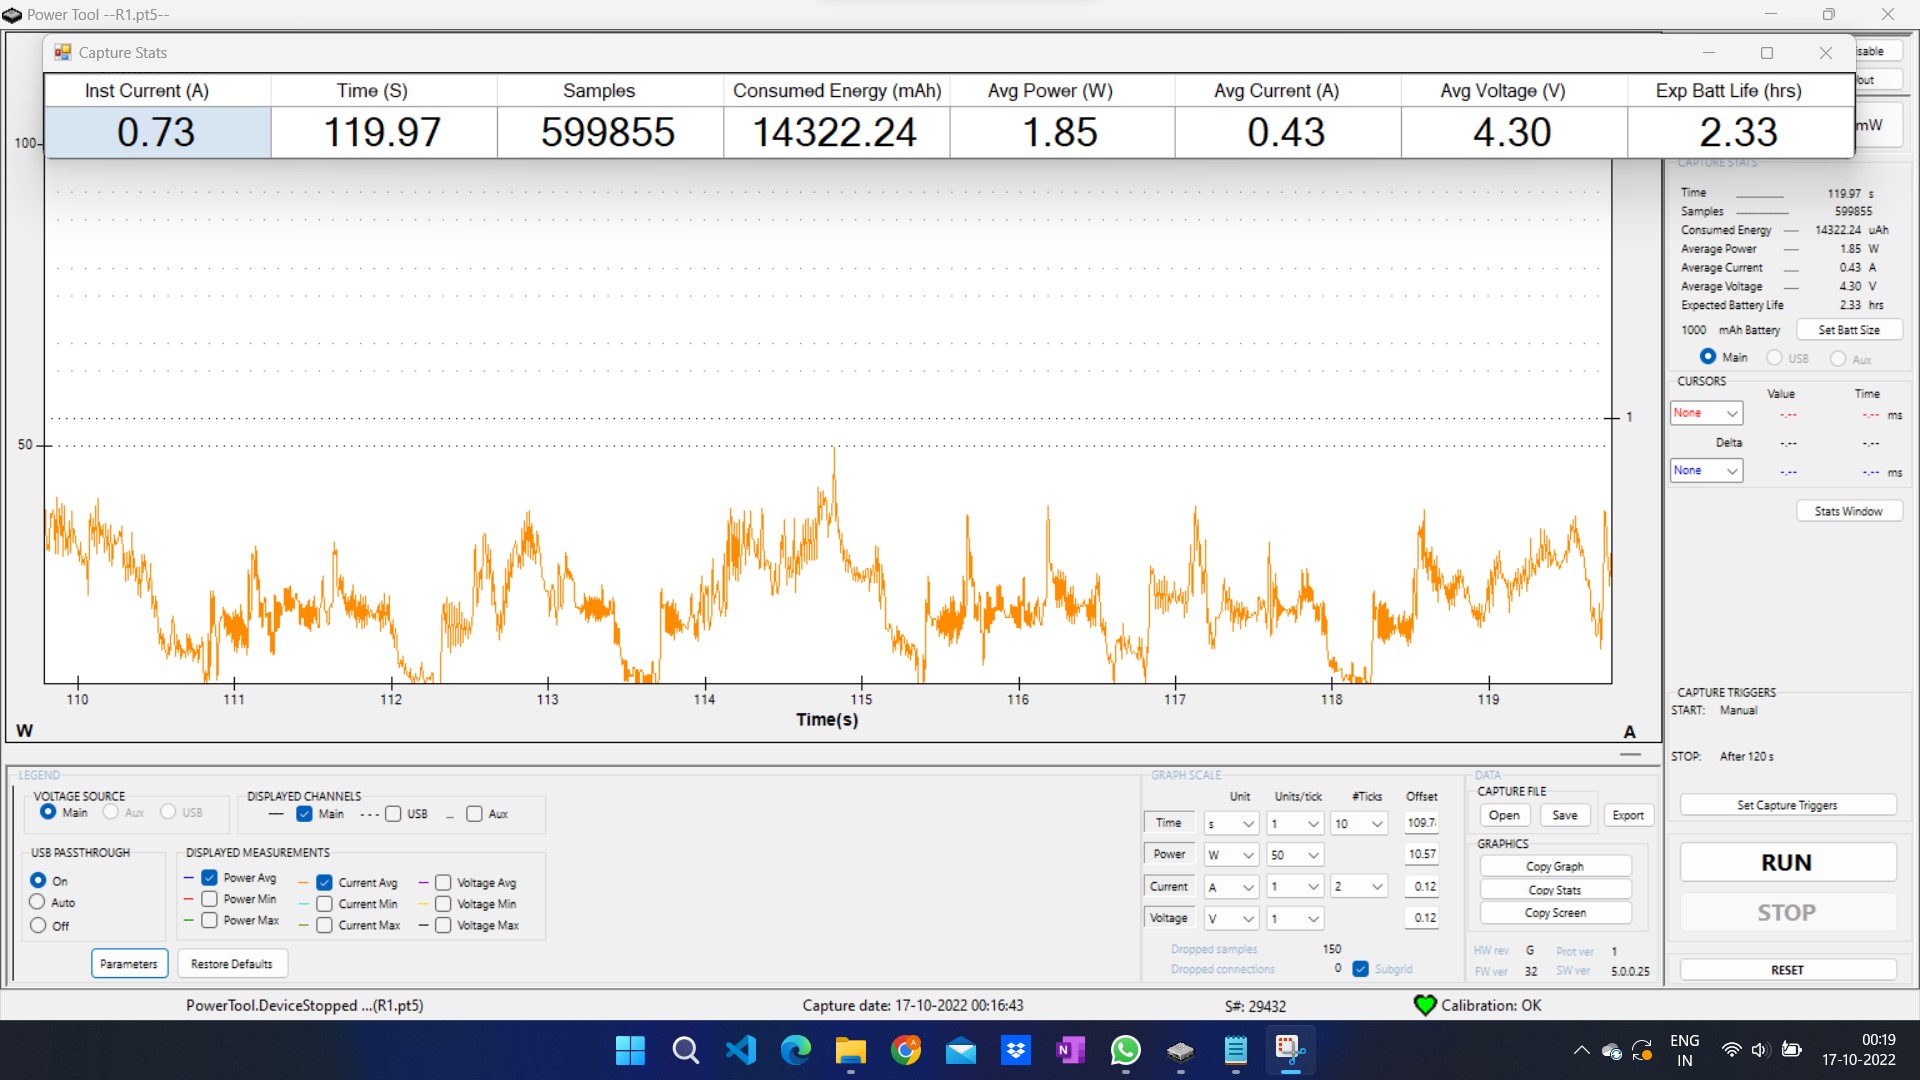 Power Tool --R1.pt5--
Capture Stats
Inst Current (A) Time (S) Samples Consumed Energy (mAh) Avg Power (W) Avg Current (A) Avg Voltage (V) Exp Batt Life (hrs)
0.73 119.97 599855 14322.24 1.85 0.43 4.30 2.33
mW
100
50
1
110 111 112 113 114 115 116 117 118 119
Time(s)
W
A
CAPTURE STATS
Time 119.97 s
Samples 599855
Consumed Energy 14322.24 uAh
Average Power 1.85 W
Average Current 0.43 A
Average Voltage 4.30 V
Expected Battery Life 2.33 hrs
1000 mAh Battery Set Batt Size
Main USB Aux
CURSORS
Value Time
None -.-- -.-- ms
Delta -.-- -.--
None -.-- -.-- ms
Stats Window
CAPTURE TRIGGERS
START: Manual
STOP: After 120 s
Set Capture Triggers
RUN
STOP
RESET
LEGEND
VOLTAGE SOURCE
Main Aux USB
DISPLAYED CHANNELS
Main USB Aux
USB PASSTHROUGH
On
Auto
Off
DISPLAYED MEASUREMENTS
Power Avg Current Avg Voltage Avg
Power Min Current Min Voltage Min
Power Max Current Max Voltage Max
Parameters Restore Defaults
GRAPH SCALE
Unit Units/tick #Ticks Offset
Time s 1 10 109.7
Power W 50 10.57
Current A 1 2 0.12
Voltage V 1 0.12
Dropped samples 150
Dropped connections 0 Subgrid
DATA
CAPTURE FILE
Open Save Export
GRAPHICS
Copy Graph
Copy Stats
Copy Screen
HW rev G Prot ver 1
FW ver 32 SW ver 5.0.0.25
PowerTool.DeviceStopped ...(R1.pt5) Capture date: 17-10-2022 00:16:43 S#: 29432 Calibration: OK
ENG
IN
00:19
17-10-2022